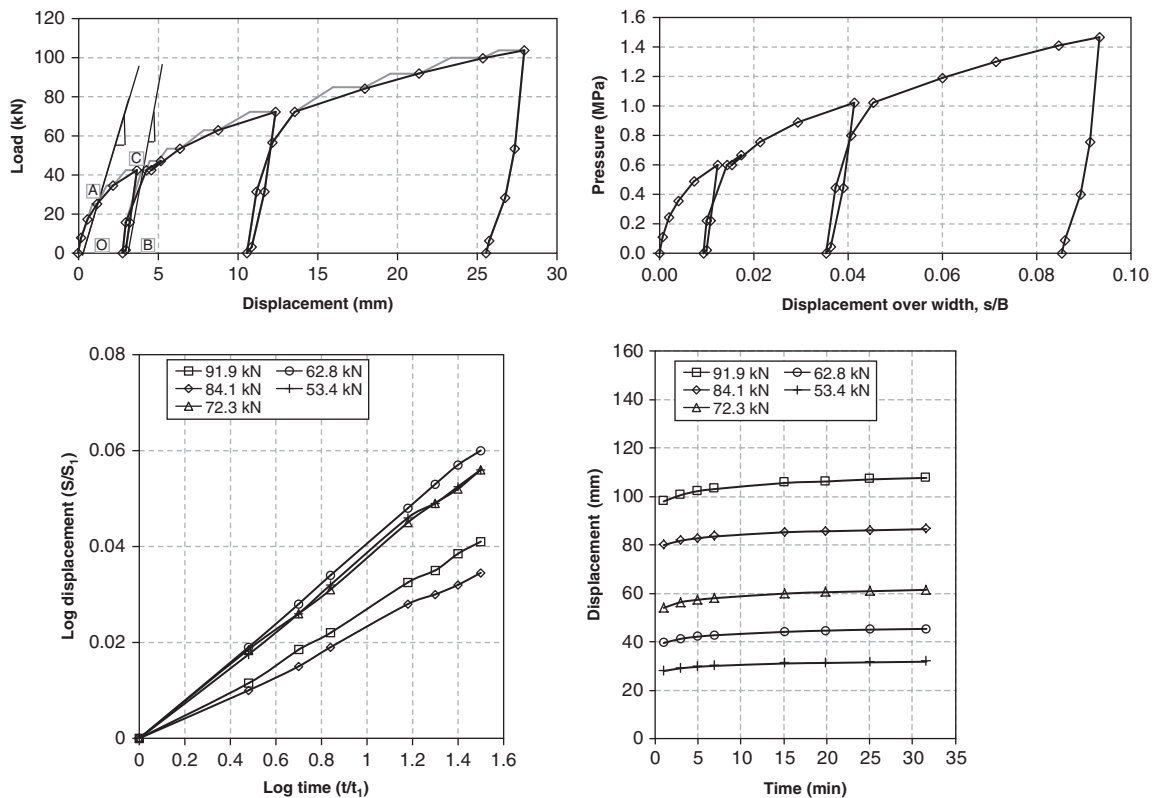 120
100
80
60
40
20
0
Load (kN)
A
C
O
B
0 5 10 15 20 25 30
Displacement (mm)
1.6
1.4
1.2
1.0
0.8
0.6
0.4
0.2
0.0
Pressure (MPa)
0.00 0.02 0.04 0.06 0.08 0.10
Displacement over width, s/B
0.08
0.06
0.04
0.02
0
Log displacement (S/S1)
91.9 kN 62.8 kN
84.1 kN 53.4 kN
72.3 kN
0 0.2 0.4 0.6 0.8 1 1.2 1.4 1.6
Log time (t/t1)
160
140
120
100
80
60
40
20
0
Displacement (mm)
91.9 kN 62.8 kN
84.1 kN 53.4 kN
72.3 kN
0 5 10 15 20 25 30 35
Time (min)